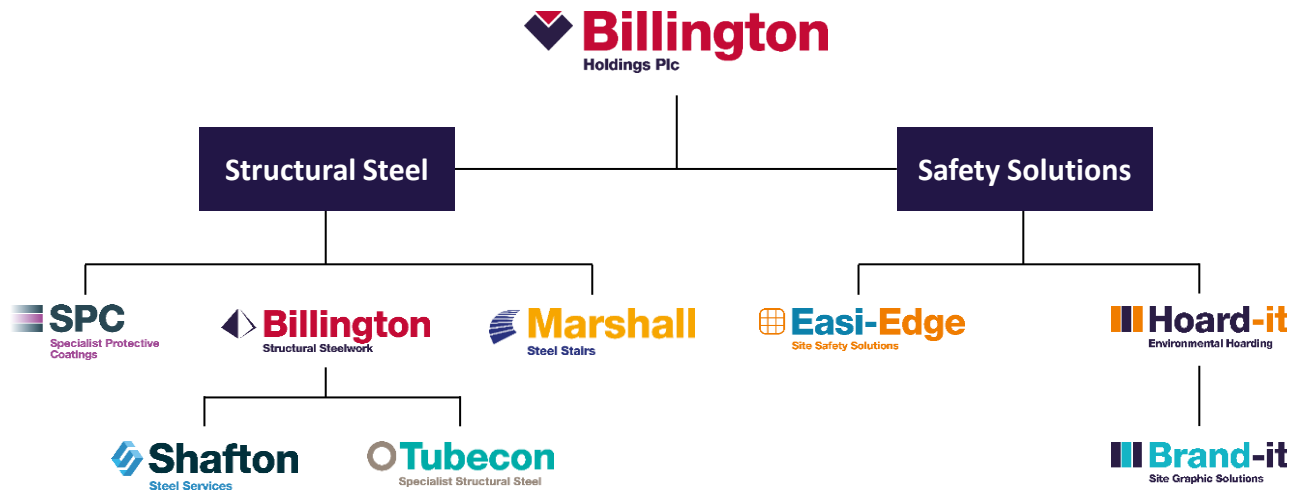 Billington
Holdings Plc
Structural Steel
Safety Solutions
SPC
Specialist Protective
Coatings
Billington
Structural Steelwork
Marshall
Steel Stairs
Easi-Edge
Site Safety Solutions
Hoard-it
Environmental Hoarding
Shafton
Steel Services
Tubecon
Specialist Structural Steel
Brand-it
Site Graphic Solutions